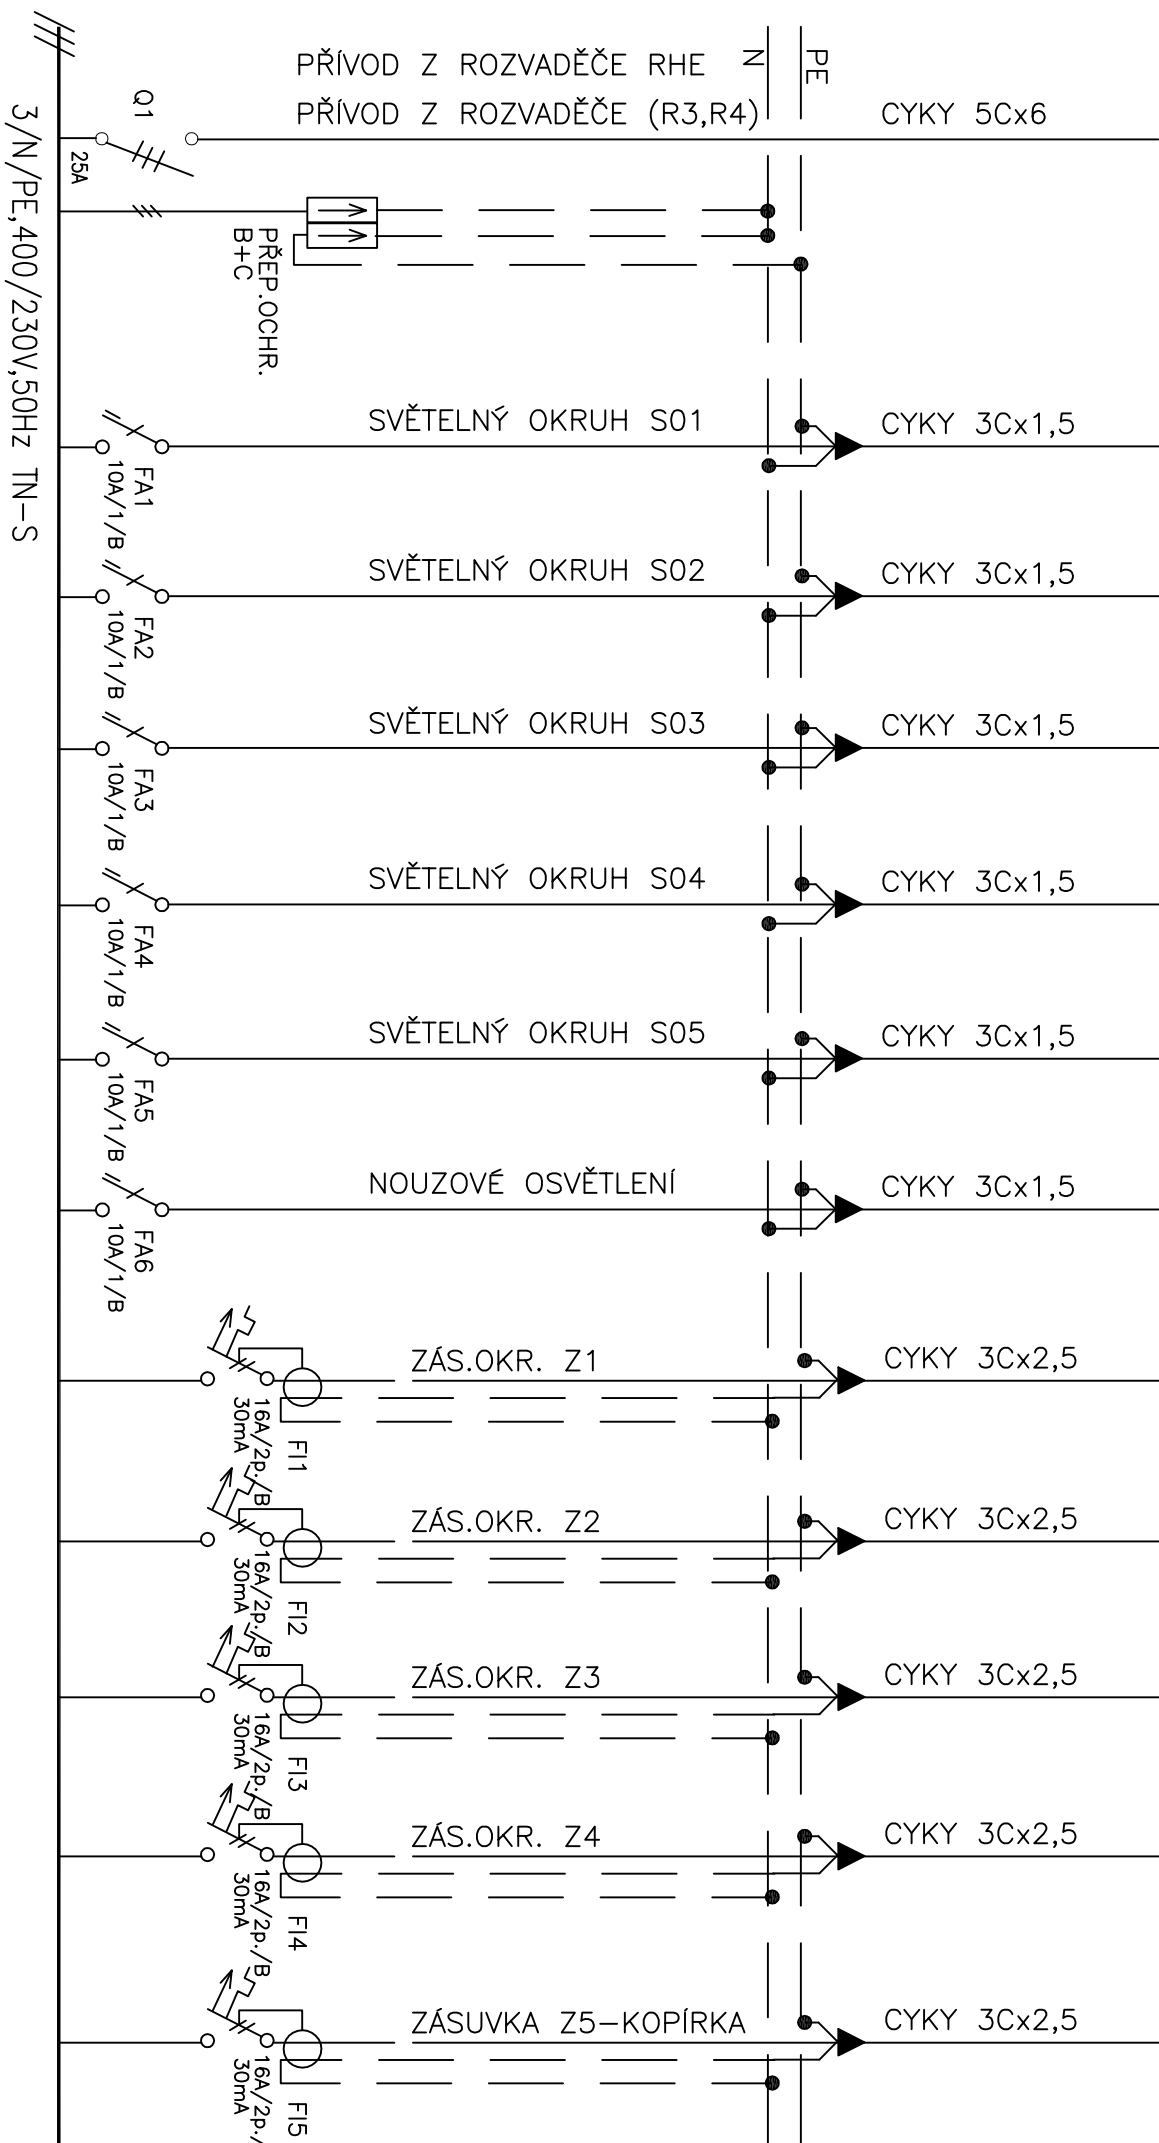 PŘÍVOD Z ROZVADĚČE RHE
N
PE
PŘÍVOD Z ROZVADĚČE (R3,R4)
CYKY 5Cx6
Q1
25A
3/N/PE,400/230V,50Hz TN-S
PŘEP.OCHR.
B+C
SVĚTELNÝ OKRUH S01
CYKY 3Cx1,5
FA1
10A/1/B
SVĚTELNÝ OKRUH S02
CYKY 3Cx1,5
FA2
10A/1/B
SVĚTELNÝ OKRUH S03
CYKY 3Cx1,5
FA3
10A/1/B
SVĚTELNÝ OKRUH S04
CYKY 3Cx1,5
FA4
10A/1/B
SVĚTELNÝ OKRUH S05
CYKY 3Cx1,5
FA5
10A/1/B
NOUZOVÉ OSVĚTLENÍ
CYKY 3Cx1,5
FA6
10A/1/B
ZÁS.OKR. Z1
CYKY 3Cx2,5
FI1
16A/2p./B
30mA
ZÁS.OKR. Z2
CYKY 3Cx2,5
FI2
16A/2p./B
30mA
ZÁS.OKR. Z3
CYKY 3Cx2,5
FI3
16A/2p./B
30mA
ZÁS.OKR. Z4
CYKY 3Cx2,5
FI4
16A/2p./B
30mA
ZÁSUVKA Z5-KOPÍRKA
CYKY 3Cx2,5
FI5
16A/2p./
30mA